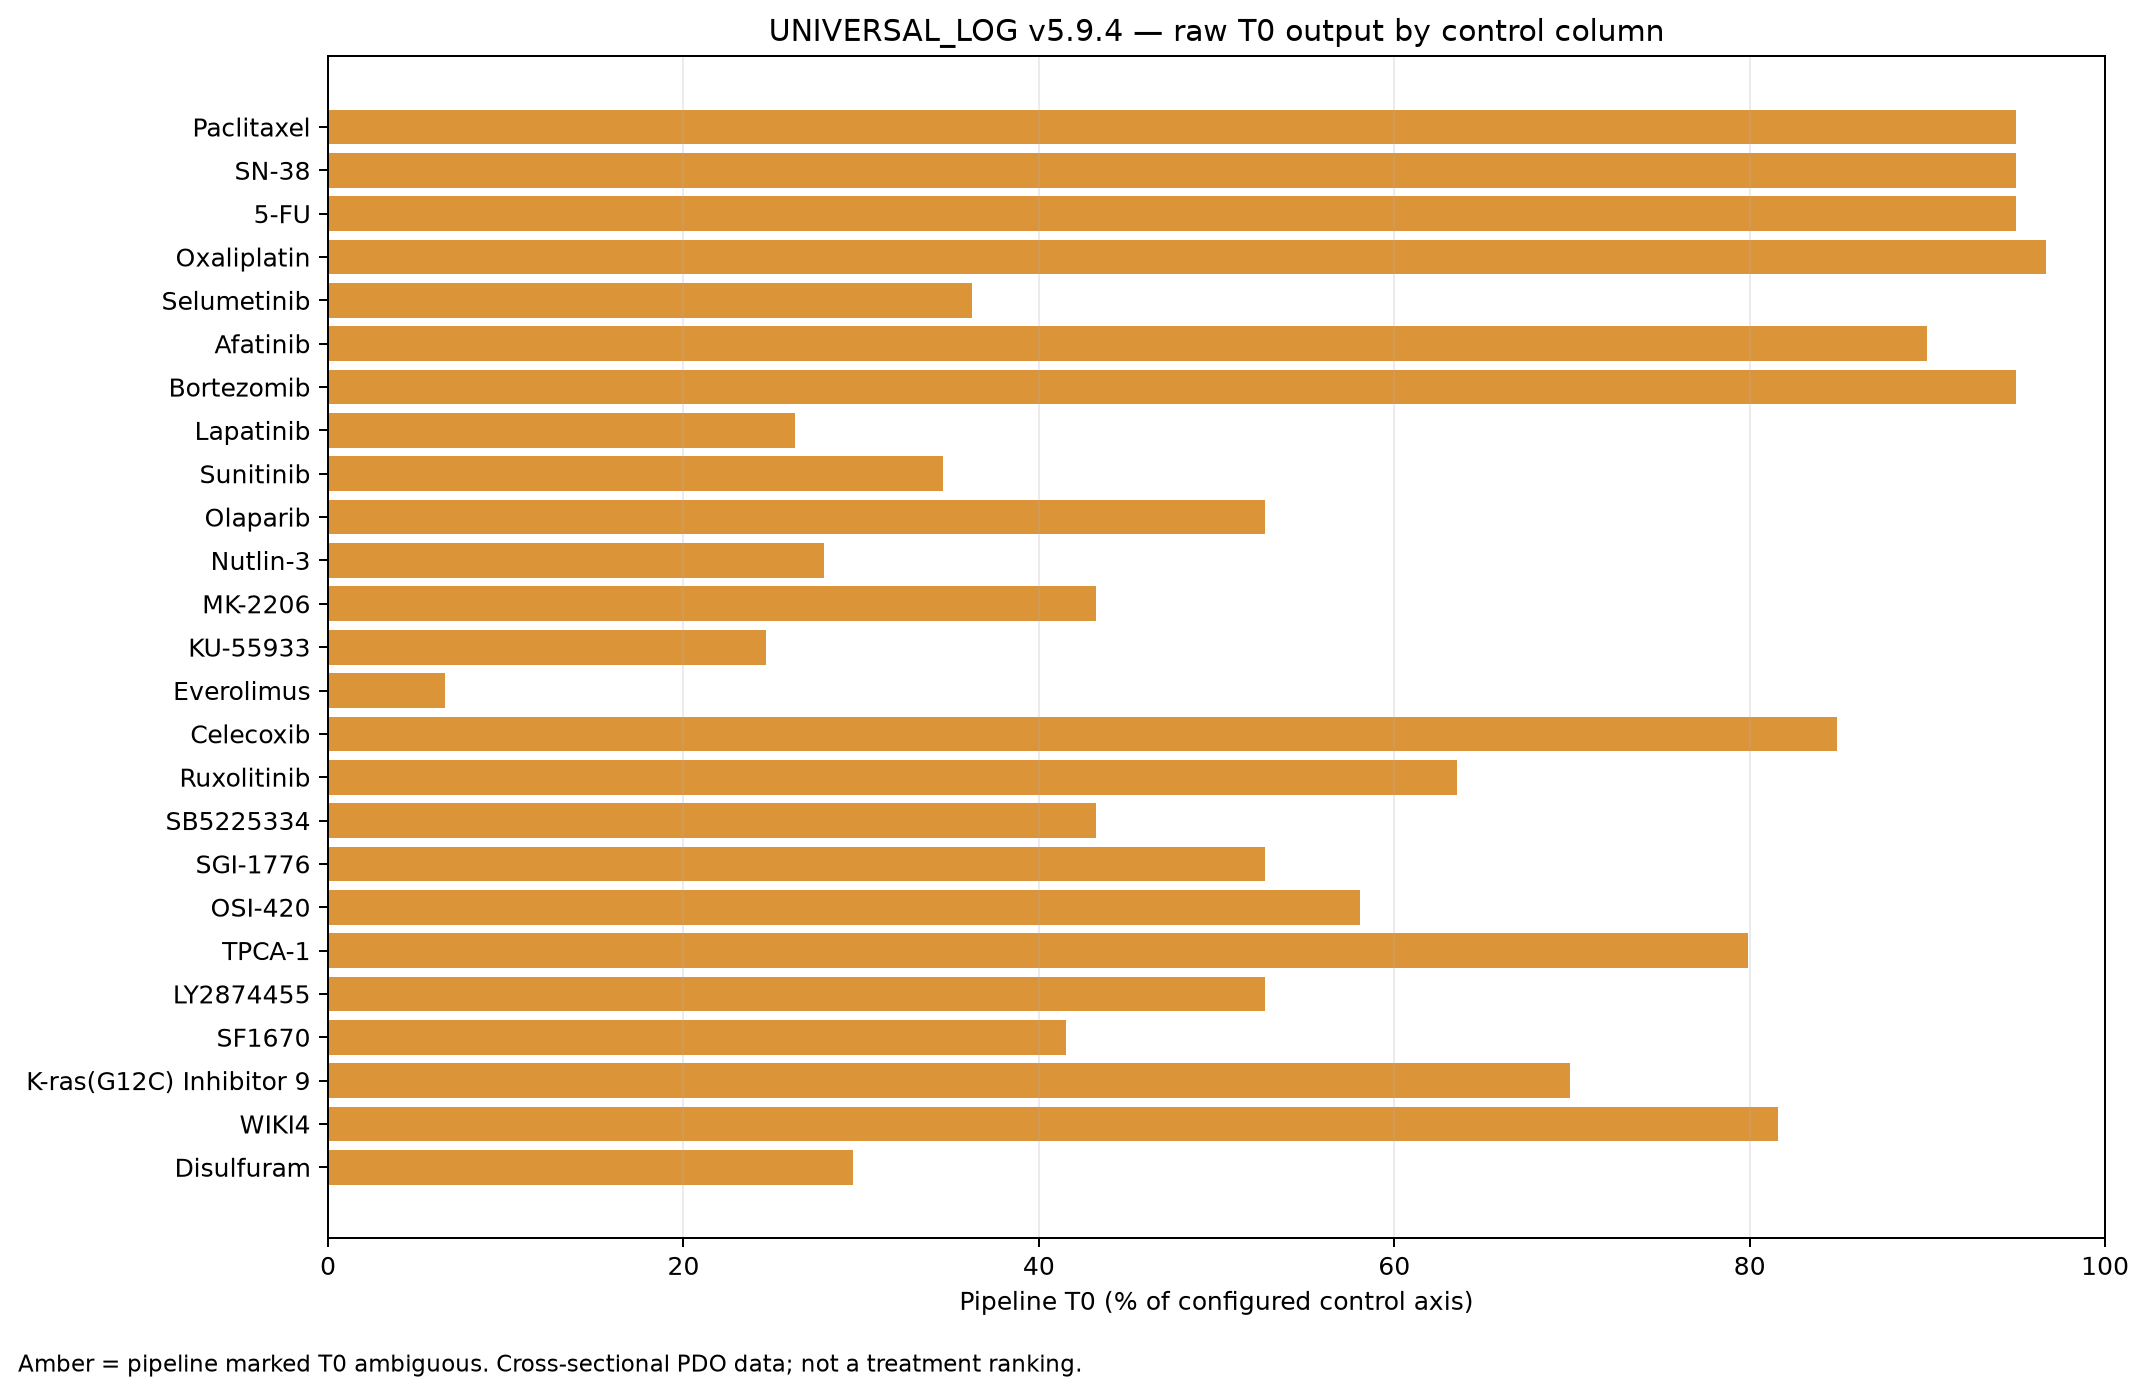 UNIVERSAL_LOG v5.9.4 — raw T0 output by control column
Paclitaxel
SN-38
5-FU
Oxaliplatin
Selumetinib
Afatinib
Bortezomib
Lapatinib
Sunitinib
Olaparib
Nutlin-3
MK-2206
KU-55933
Everolimus
Celecoxib
Ruxolitinib
SB5225334
SGI-1776
OSI-420
TPCA-1
LY2874455
SF1670
K-ras(G12C) Inhibitor 9
WIKI4
Disulfuram
0 20 40 60 80 100
Pipeline T0 (% of configured control axis)
Amber = pipeline marked T0 ambiguous. Cross-sectional PDO data; not a treatment ranking.